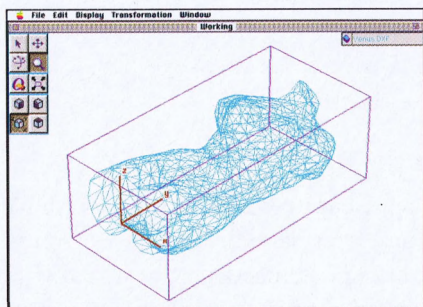 File Edit Display Transformation Window
Working
Venus DXF
z
y
x